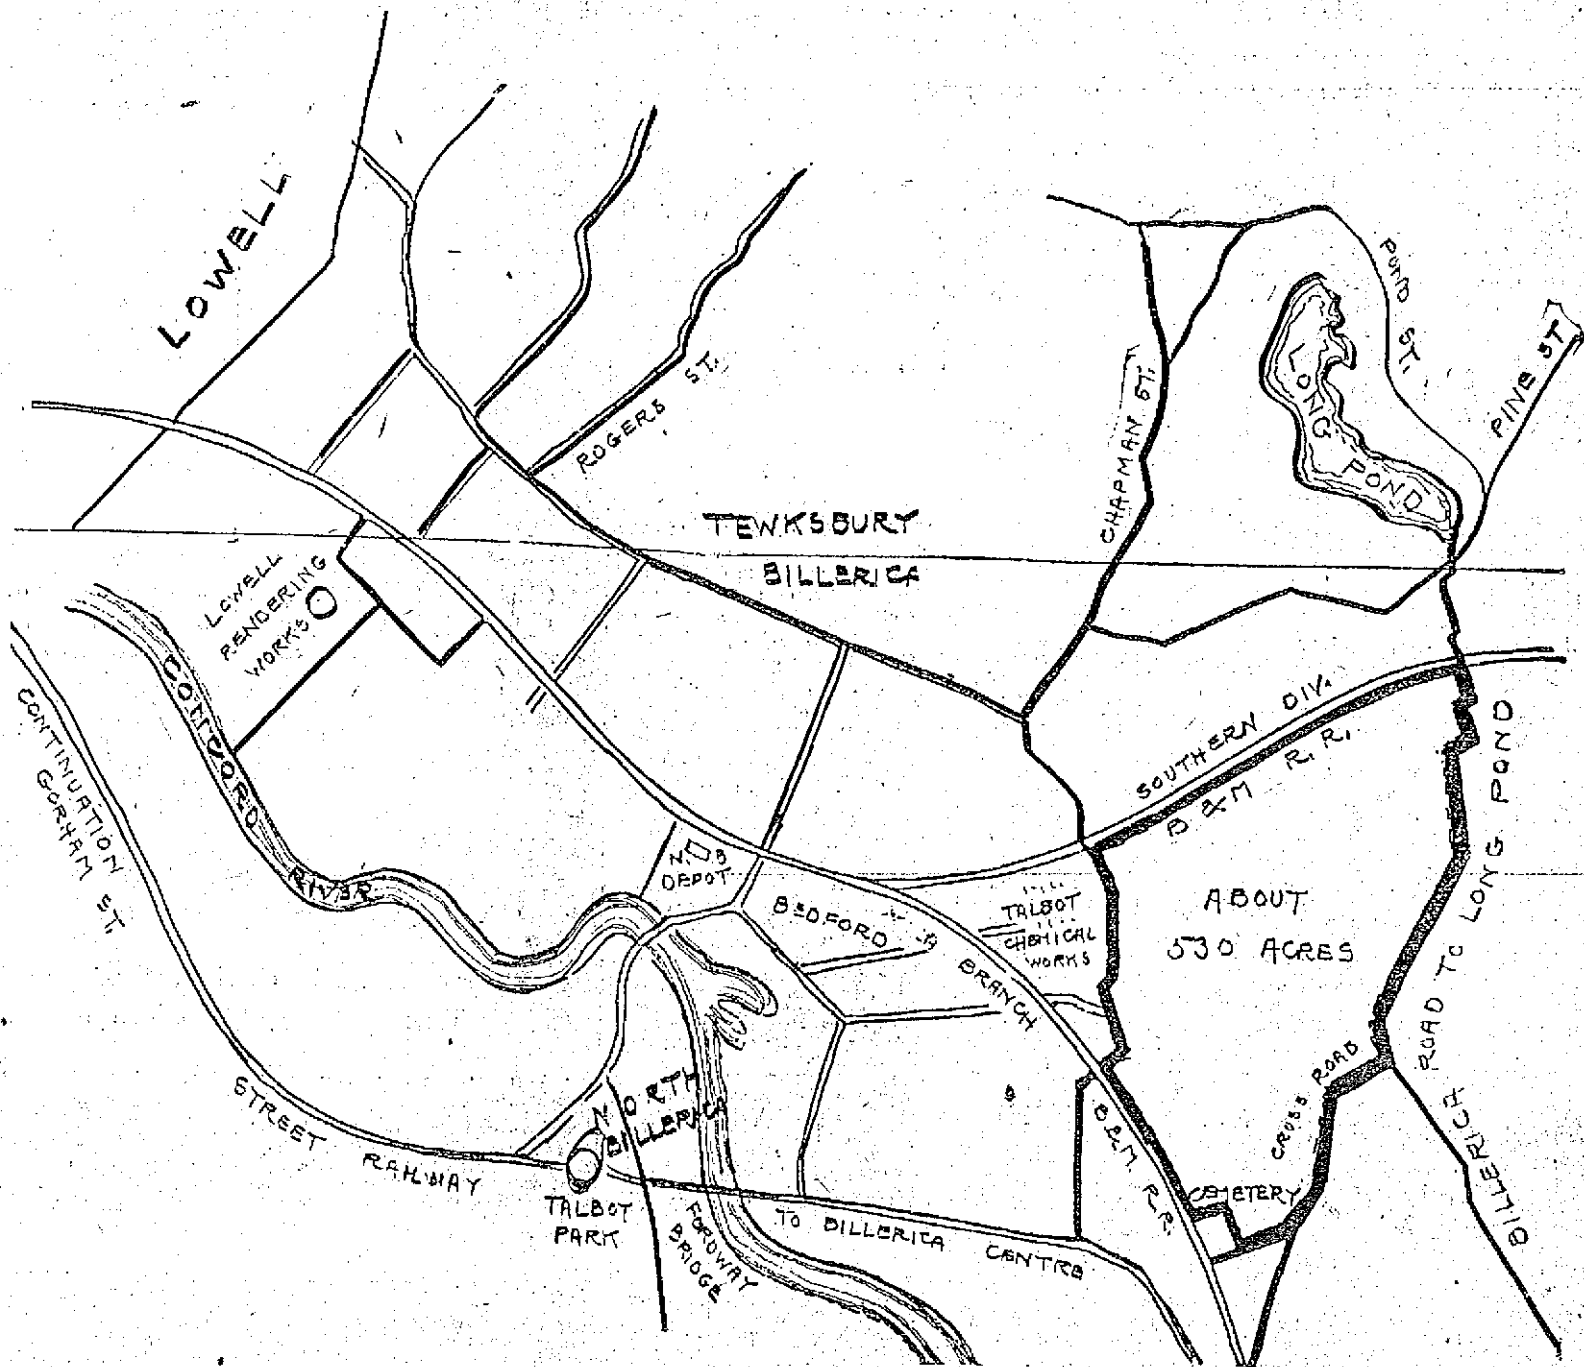 LOWELL
ROGERS ST.
POND ST.
PINE ST
LONG
POND
CHAPMAN ST.
TEWKSBURY
BILLERICA
LOWELL
RENDERING
WORKS
CONCORD
RIVER
CONTINUATION
GORHAM ST.
STREET RAILWAY
SOUTHERN DIV.
B & M R. R.
N. B
DEPOT
BEDFORD
BRANCH
TALBOT
CHEMICAL
WORKS
ABOUT
530 ACRES
BILLERICA ROAD TO LONG POND
CROSS ROAD
CEMETERY
B & M. R.R.
NORTH
BILLERICA
TALBOT
PARK
FORDWAY
BRIDGE
TO BILLERICA CENTRE